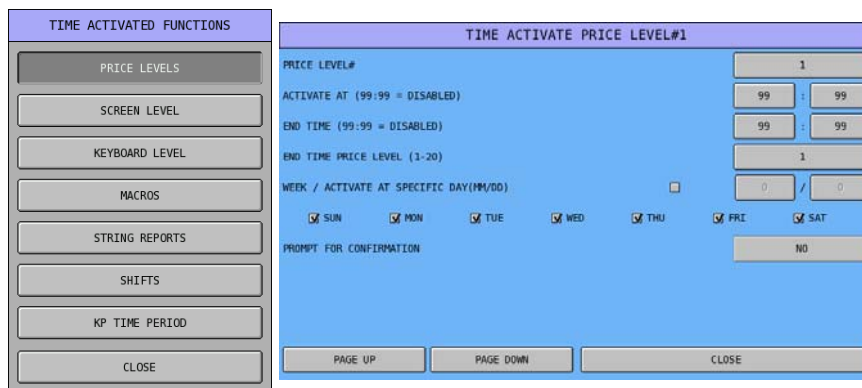 TIME ACTIVATED FUNCTIONS
PRICE LEVELS
SCREEN LEVEL
KEYBOARD LEVEL
MACROS
STRING REPORTS
SHIFTS
KP TIME PERIOD
CLOSE
TIME ACTIVATE PRICE LEVEL#1
PRICE LEVEL# 1
ACTIVATE AT (99:99 = DISABLED) 99 : 99
END TIME (99:99 = DISABLED) 99 : 99
END TIME PRICE LEVEL (1-20) 1
WEEK / ACTIVATE AT SPECIFIC DAY(MM/DD) 0 / 0
SUN MON TUE WED THU FRI SAT
PROMPT FOR CONFIRMATION NO
PAGE UP PAGE DOWN CLOSE